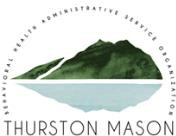 BEHAVIORAL HEALTH ADMINISTRATIVE SERVICE ORGANIZATION
THURSTON MASON